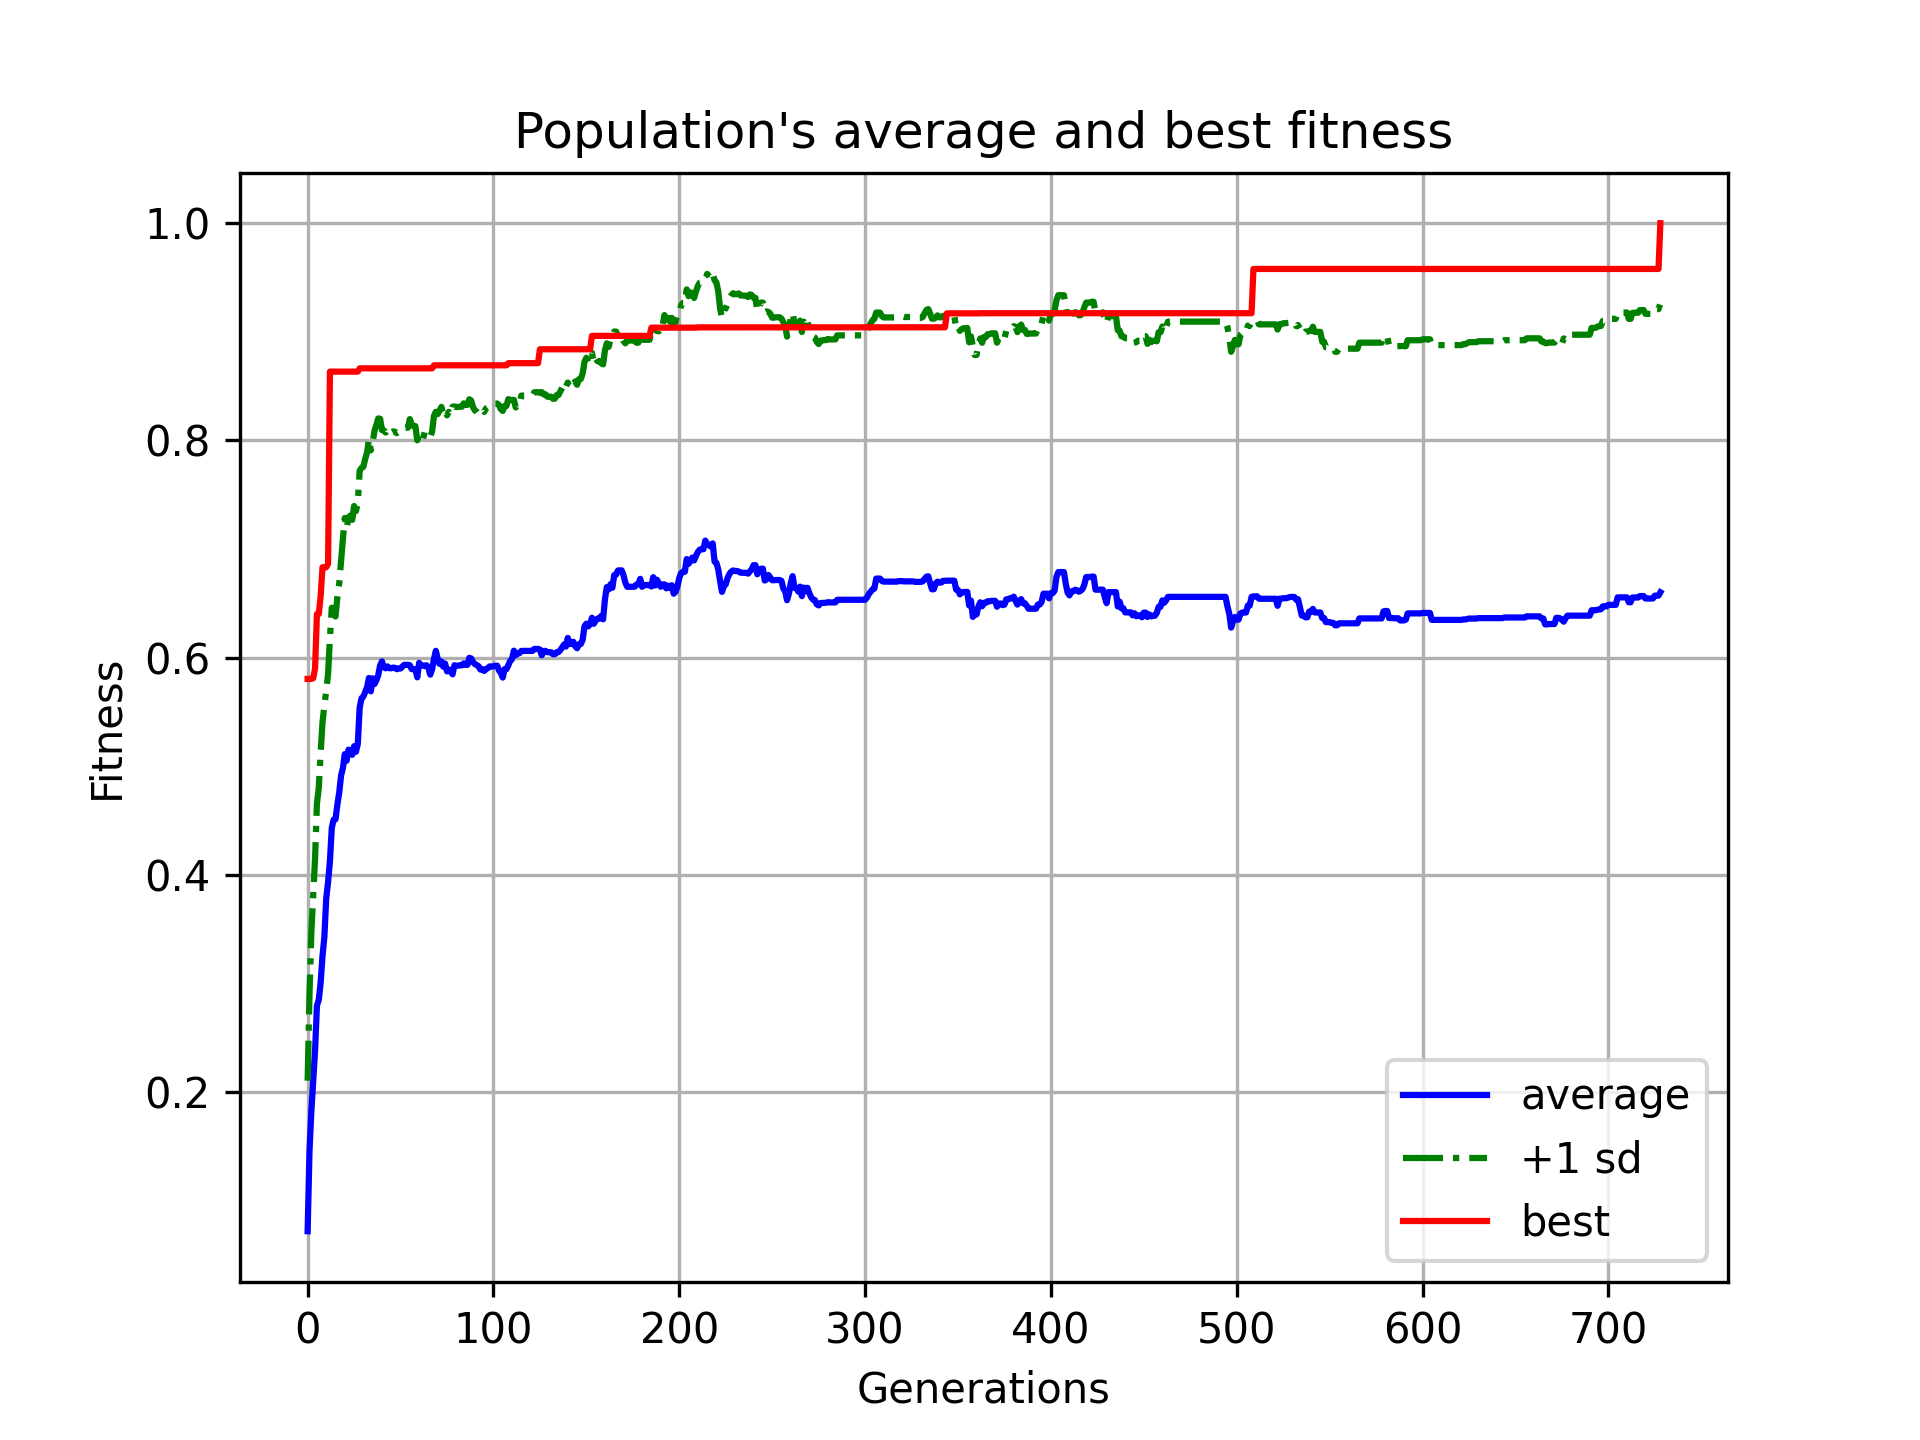 Population's average and best fitness
1.0
0.8
0.6
0.4
0.2
Fitness
average
+1 sd
best
0 100 200 300 400 500 600 700
Generations